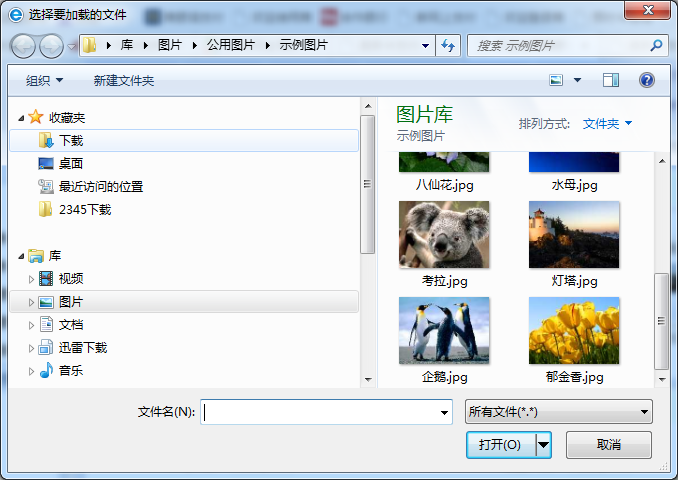 选择要加载的文件
库 图片 公用图片 示例图片
搜索 示例图片
组织 新建文件夹
收藏夹
下载
桌面
最近访问的位置
2345下载
库
视频
图片
文档
迅雷下载
音乐
图片库
示例图片
排列方式: 文件夹
八仙花.jpg 水母.jpg
考拉.jpg 灯塔.jpg
企鹅.jpg 郁金香.jpg
文件名(N):
所有文件(*.*)
打开(O) 取消